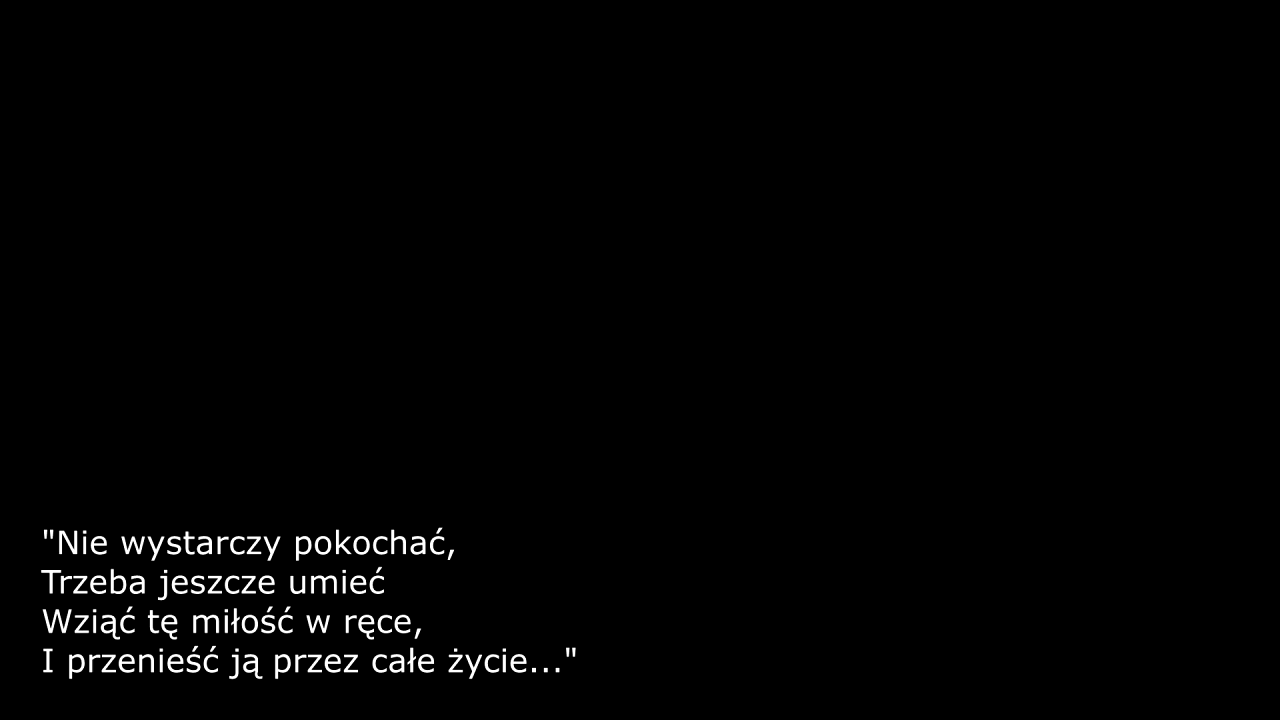 "Nie wystarczy pokochać,
Trzeba jeszcze umieć
Wziąć tę miłość w ręce,
I przenieść ją przez całe życie..."